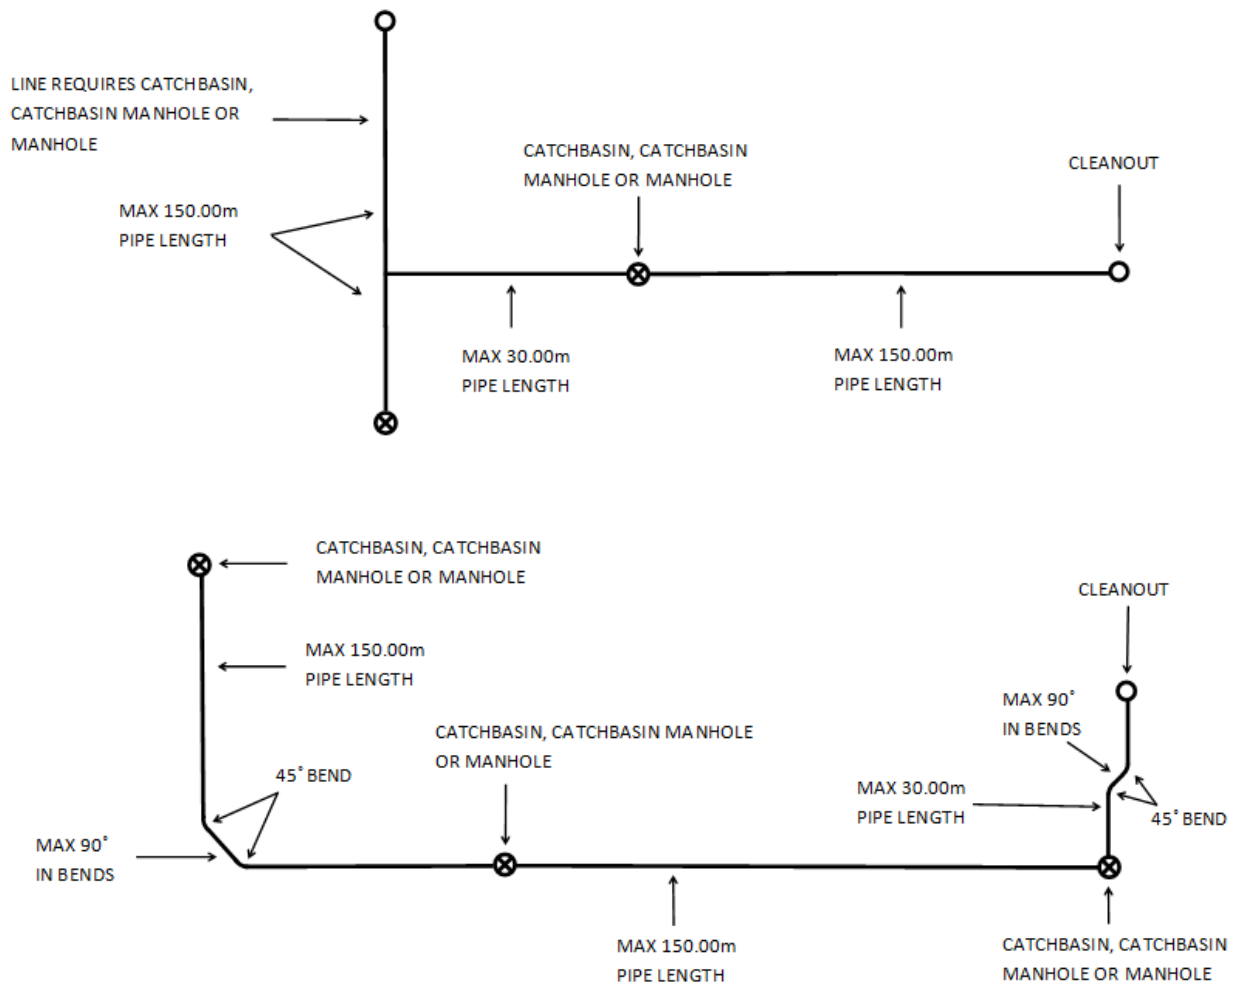 LINE REQUIRES CATCHBASIN,
CATCHBASIN MANHOLE OR
MANHOLE
MAX 150.00m
PIPE LENGTH
CATCHBASIN, CATCHBASIN
MANHOLE OR MANHOLE
CLEANOUT
MAX 30.00m
PIPE LENGTH
MAX 150.00m
PIPE LENGTH
CATCHBASIN, CATCHBASIN
MANHOLE OR MANHOLE
MAX 150.00m
PIPE LENGTH
45° BEND
MAX 90°
IN BENDS
CATCHBASIN, CATCHBASIN MANHOLE
OR MANHOLE
MAX 150.00m
PIPE LENGTH
CLEANOUT
MAX 90°
IN BENDS
MAX 30.00m
PIPE LENGTH
45° BEND
CATCHBASIN, CATCHBASIN
MANHOLE OR MANHOLE